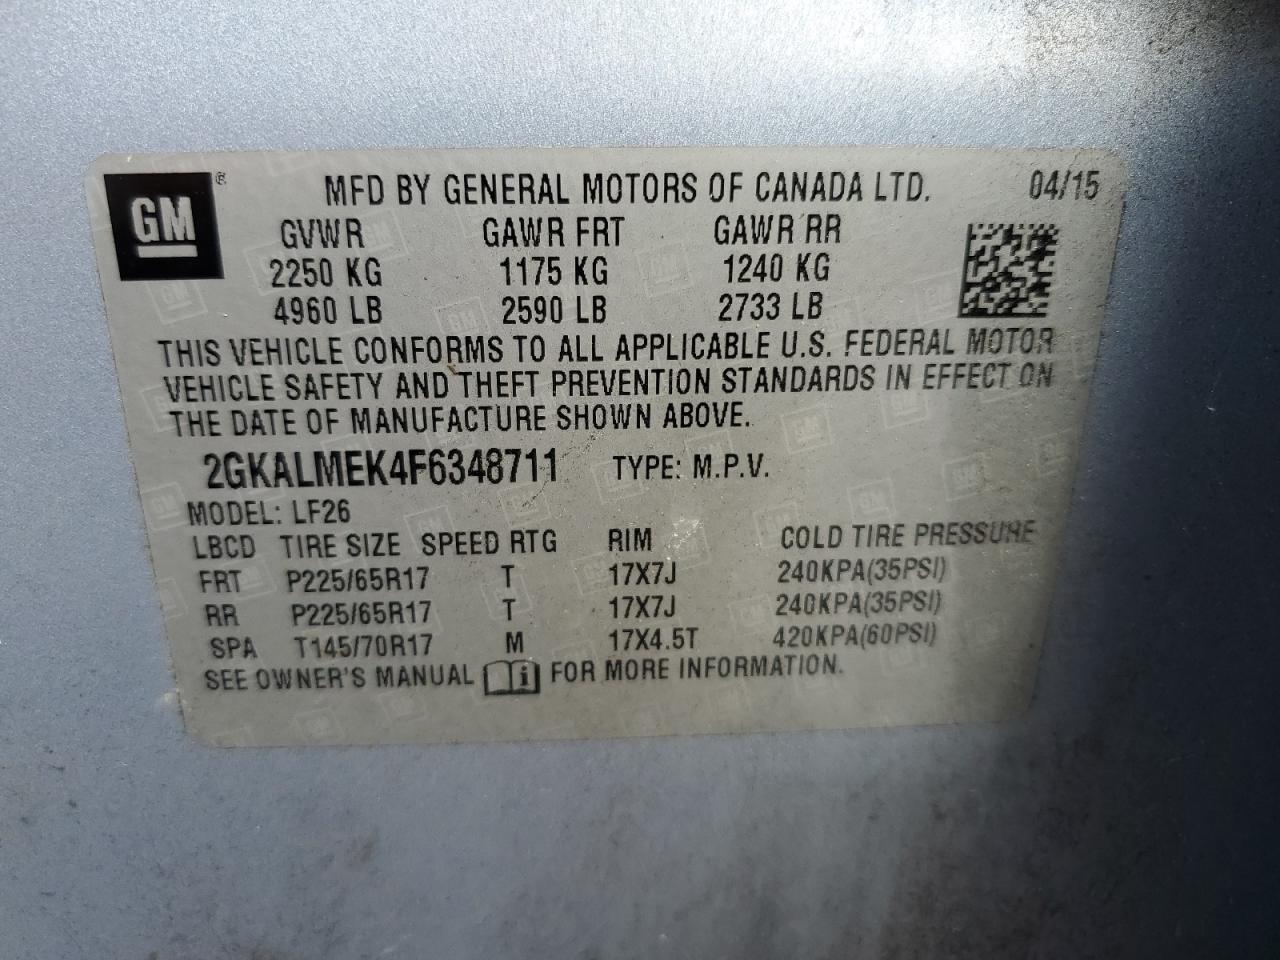 GM ® MFD BY GENERAL MOTORS OF CANADA LTD. 04/15
GVWR GAWR FRT GAWR RR
2250 KG 1175 KG 1240 KG
4960 LB 2590 LB 2733 LB
THIS VEHICLE CONFORMS TO ALL APPLICABLE U.S. FEDERAL MOTOR
VEHICLE SAFETY AND THEFT PREVENTION STANDARDS IN EFFECT ON
THE DATE OF MANUFACTURE SHOWN ABOVE.
2GKALMEK4F6348711 TYPE: M.P.V.
MODEL: LF26
LBCD TIRE SIZE SPEED RTG RIM COLD TIRE PRESSURE
FRT P225/65R17 T 17X7J 240KPA(35PSI)
RR P225/65R17 T 17X7J 240KPA(35PSI)
SPA T145/70R17 M 17X4.5T 420KPA(60PSI)
SEE OWNER'S MANUAL i FOR MORE INFORMATION.